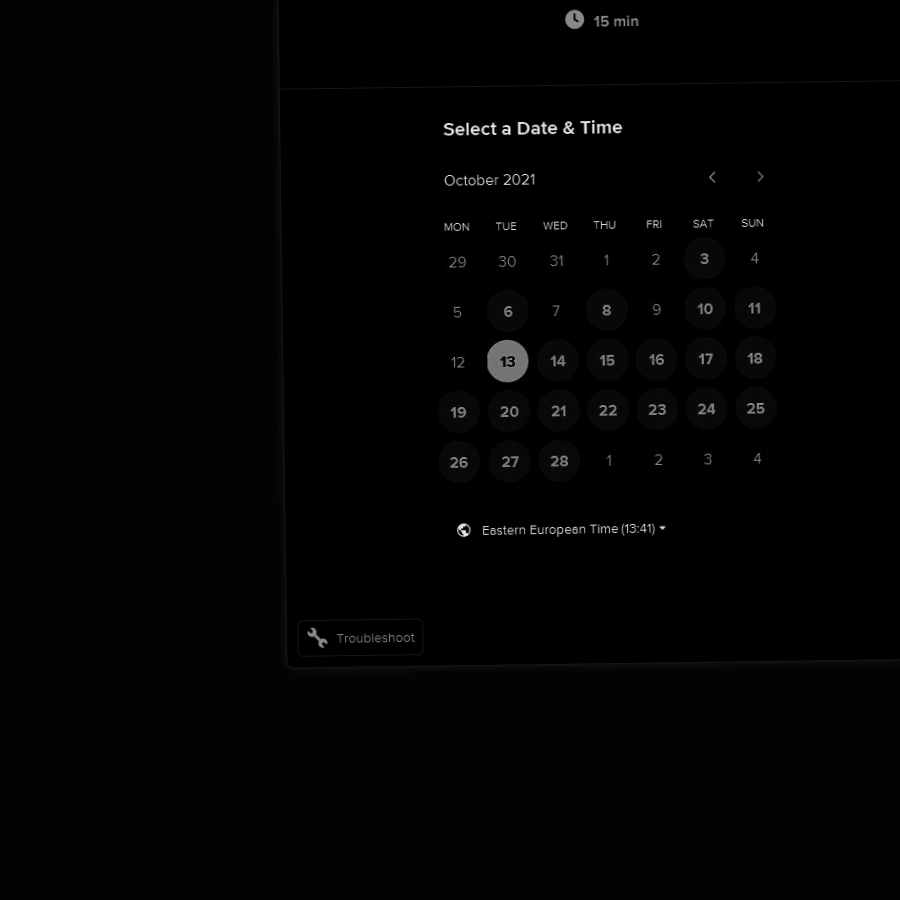 15 min
Select a Date & Time
October 2021
MON TUE WED THU FRI SAT SUN
29 30 31 1 2 3 4
5 6 7 8 9 10 11
12 13 14 15 16 17 18
19 20 21 22 23 24 25
26 27 28 1 2 3 4
Eastern European Time (13:41)
Troubleshoot